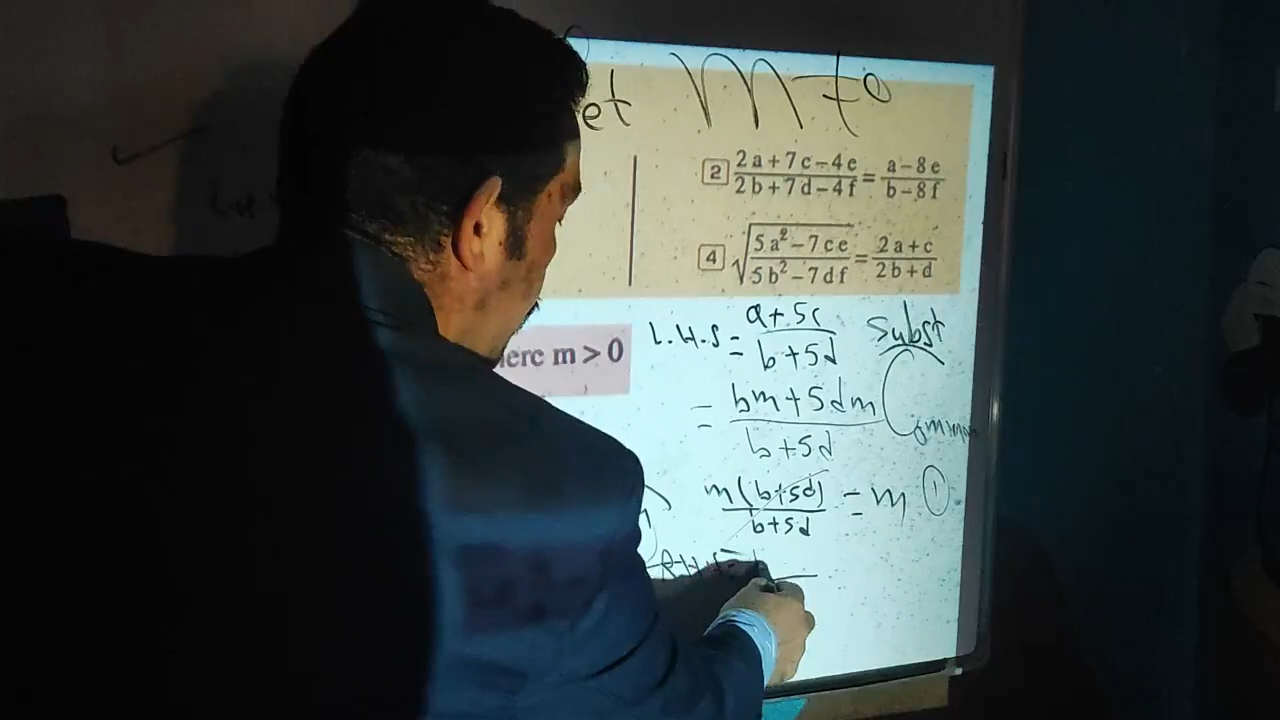 et m ≠ 0
2 (2a+7c-4e)/(2b+7d-4f) = (a-8e)/(b-8f)
4 √((5a²-7ce)/(5b²-7df)) = (2a+c)/(2b+d)
m > 0
L.H.S = (a+5c)/(b+5d) subst
= (bm+5dm)/(b+5d) Common
m(b+5d)/(b+5d) = m ①
R.H.S =